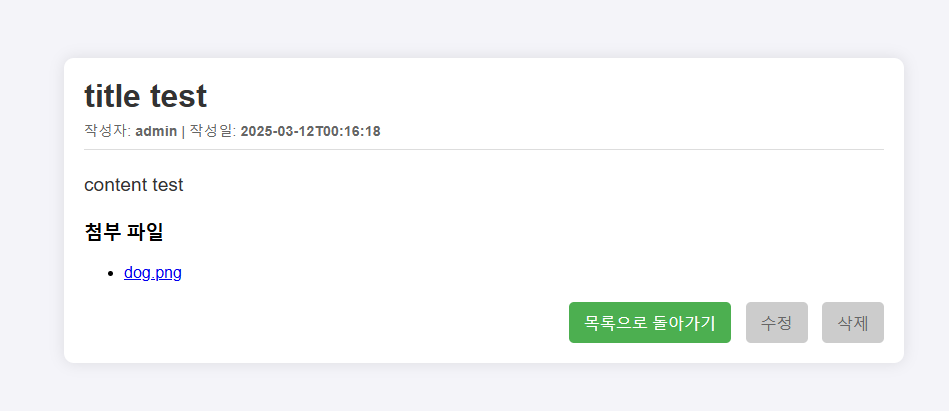 title test
작성자: admin | 작성일: 2025-03-12T00:16:18
content test
첨부 파일
dog.png
목록으로 돌아가기 수정 삭제